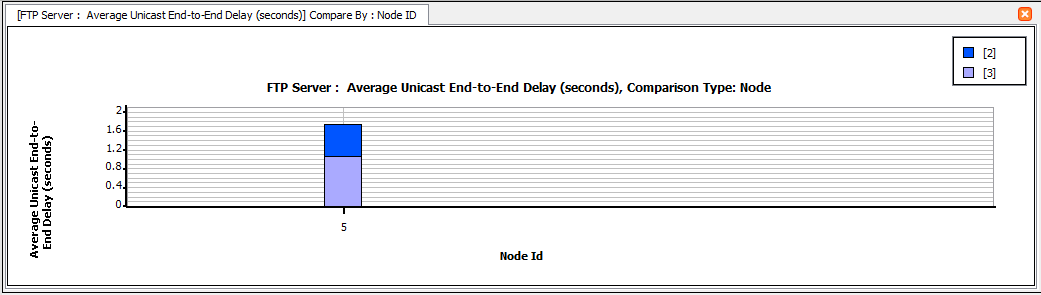 [FTP Server :  Average Unicast End-to-End Delay (seconds)] Compare By : Node ID
[2]
[3]
FTP Server :  Average Unicast End-to-End Delay (seconds), Comparison Type: Node
Average Unicast End-to-
End Delay (seconds)
2
1.6
1.2
0.8
0.4
0
5
Node Id